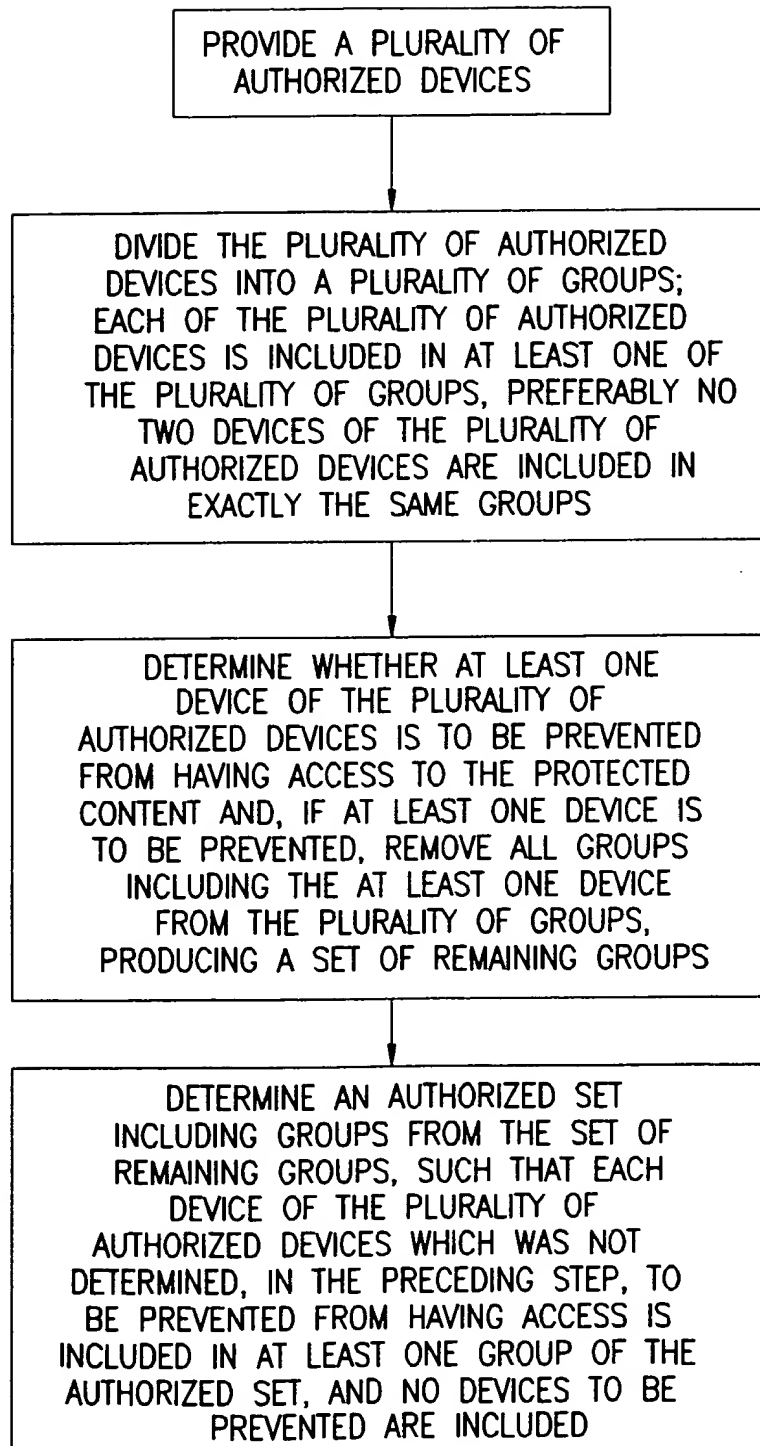 PROVIDE A PLURALITY OF
AUTHORIZED DEVICES
DIVIDE THE PLURALITY OF AUTHORIZED
DEVICES INTO A PLURALITY OF GROUPS;
EACH OF THE PLURALITY OF AUTHORIZED
DEVICES IS INCLUDED IN AT LEAST ONE OF
THE PLURALITY OF GROUPS, PREFERABLY NO
TWO DEVICES OF THE PLURALITY OF
AUTHORIZED DEVICES ARE INCLUDED IN
EXACTLY THE SAME GROUPS
DETERMINE WHETHER AT LEAST ONE
DEVICE OF THE PLURALITY OF
AUTHORIZED DEVICES IS TO BE PREVENTED
FROM HAVING ACCESS TO THE PROTECTED
CONTENT AND, IF AT LEAST ONE DEVICE IS
TO BE PREVENTED, REMOVE ALL GROUPS
INCLUDING THE AT LEAST ONE DEVICE
FROM THE PLURALITY OF GROUPS,
PRODUCING A SET OF REMAINING GROUPS
DETERMINE AN AUTHORIZED SET
INCLUDING GROUPS FROM THE SET OF
REMAINING GROUPS, SUCH THAT EACH
DEVICE OF THE PLURALITY OF
AUTHORIZED DEVICES WHICH WAS NOT
DETERMINED, IN THE PRECEDING STEP, TO
BE PREVENTED FROM HAVING ACCESS IS
INCLUDED IN AT LEAST ONE GROUP OF THE
AUTHORIZED SET, AND NO DEVICES TO BE
PREVENTED ARE INCLUDED